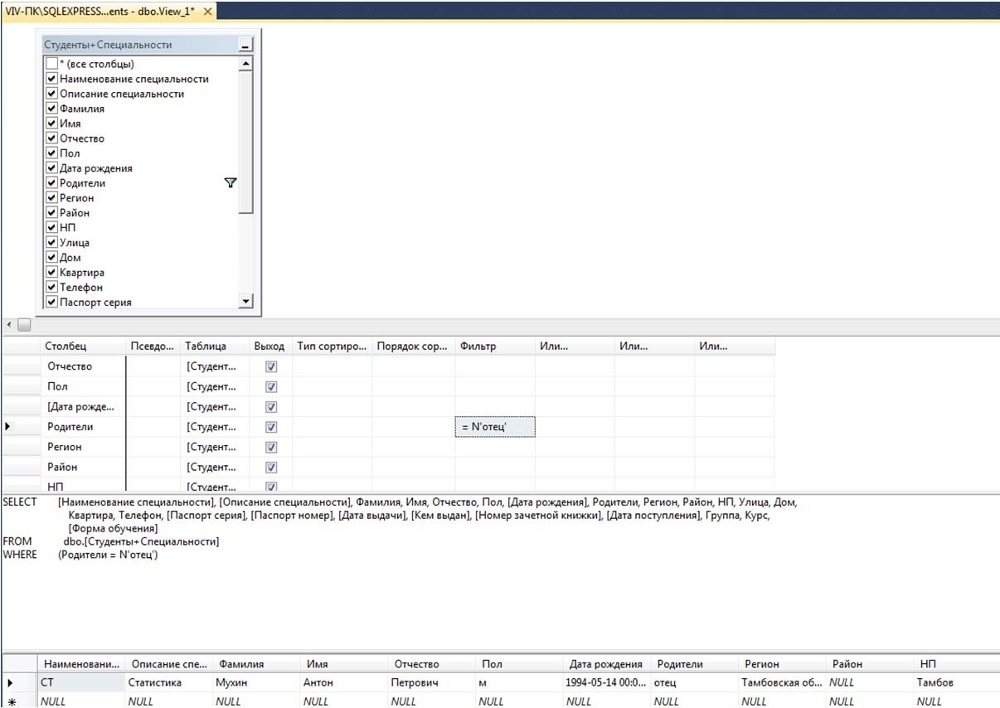 VIV-ПК\SQLEXPRESS...ents - dbo.View_1*
Студенты+Специальности
* (все столбцы)
Наименование специальности
Описание специальности
Фамилия
Имя
Отчество
Пол
Дата рождения
Родители
Регион
Район
НП
Улица
Дом
Квартира
Телефон
Паспорт серия
Столбец Псевдо... Таблица Выход Тип сортиро... Порядок сор... Фильтр Или... Или... Или...
Отчество [Студент...
Пол [Студент...
[Дата рожде... [Студент...
Родители [Студент... = N'отец'
Регион [Студент...
Район [Студент...
НП [Студент...
SELECT [Наименование специальности], [Описание специальности], Фамилия, Имя, Отчество, Пол, [Дата рождения], Родители, Регион, Район, НП, Улица, Дом,
Квартира, Телефон, [Паспорт серия], [Паспорт номер], [Дата выдачи], [Кем выдан], [Номер зачетной книжки], [Дата поступления], Группа, Курс,
[Форма обучения]
FROM dbo.[Студенты+Специальности]
WHERE (Родители = N'отец')
Наименовани... Описание спе... Фамилия Имя Отчество Пол Дата рождения Родители Регион Район НП
СТ Статистика Мухин Антон Петрович м 1994-05-14 00:0... отец Тамбовская об... NULL Тамбов
NULL NULL NULL NULL NULL NULL NULL NULL NULL NULL NULL